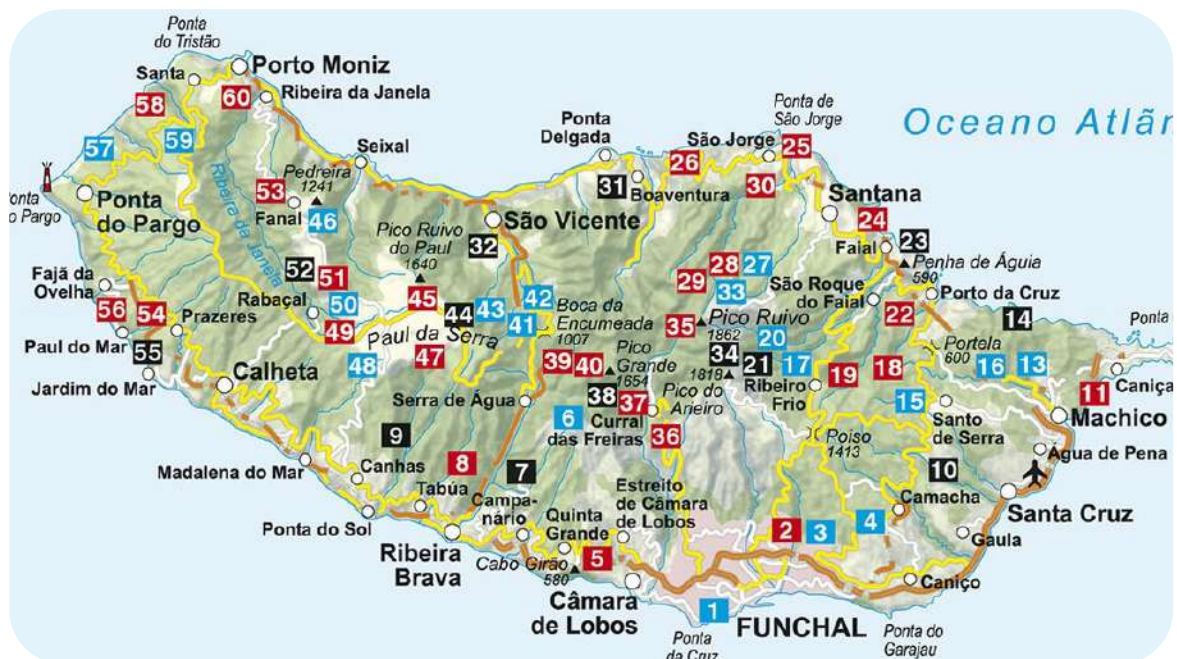 Ponta
do Tristão
Porto Moniz
Santa
58
60
Ribeira da Janela
57
59
Seixal
Ponta
Delgada
São Jorge
Ponta de
São Jorge
25
Oceano Atlân
26
31
Boaventura
30
Santana
Ponta
do Pargo
Ponta
do Pargo
Ribeira da Janela
Pedreira
1241
53
Fanal
46
São Vicente
32
Pico Ruivo
do Paul
1640
24
23
Faial
Penha de Águia
590
Fajã da
Ovelha
52
51
50
Rabaçal
49
45
44
43
42
41
Boca da
Encumeada
1007
29
28
27
33
São Roque
do Faial
Porto da Cruz
22
14
56
54
Prazeres
Paul do Mar
55
Jardim do Mar
Paul da Serra
48
47
35
Pico Ruivo
1862
20
34
1818
21
17
Ribeiro
Frio
19
18
Portela
600
16
13
Ponta
11
Caniça
Calheta
39
40
Pico
Grande
1654
38
37
Pico do
Arieiro
Serra de Água
6
Curral
das Freiras
36
15
Santo
de Serra
Machico
Poiso
1413
Água de Pena
9
8
7
10
Madalena do Mar
Canhas
Tabúa
Campa-
nário
Estreito
de Câmara
de Lobos
Camacha
Santa Cruz
Ponta do Sol
Quinta
Grande
2
3
4
Gaula
Ribeira
Brava
Cabo Girão
580
5
Caniço
Câmara
de Lobos
1
FUNCHAL
Ponta
da Cruz
Ponta do
Garajau